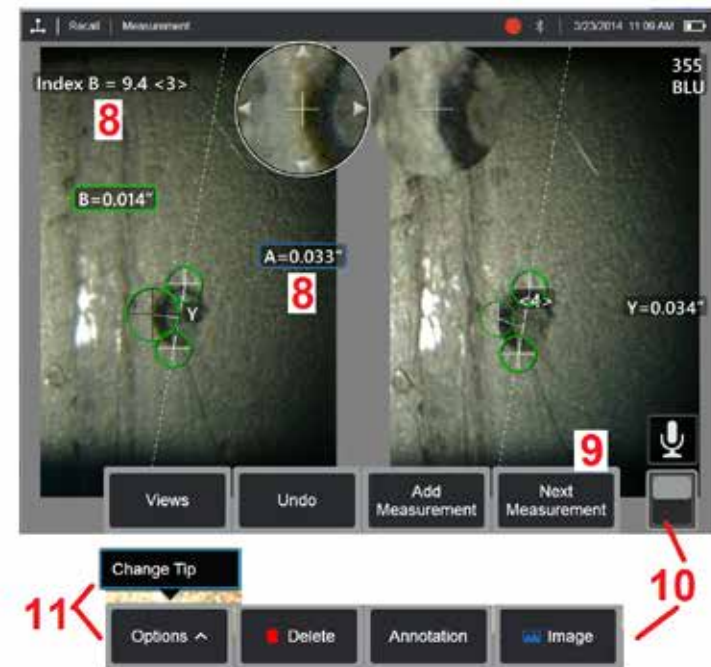 Recall Measurement 3/23/2014 11:09 AM
Index B = 9.4 <3>
8
355
BLU
B=0.014"
A=0.033"
8
Y
<4>
Y=0.034"
9
Views
Undo
Add
Measurement
Next
Measurement
10
Change Tip
11
Options
Delete
Annotation
Image